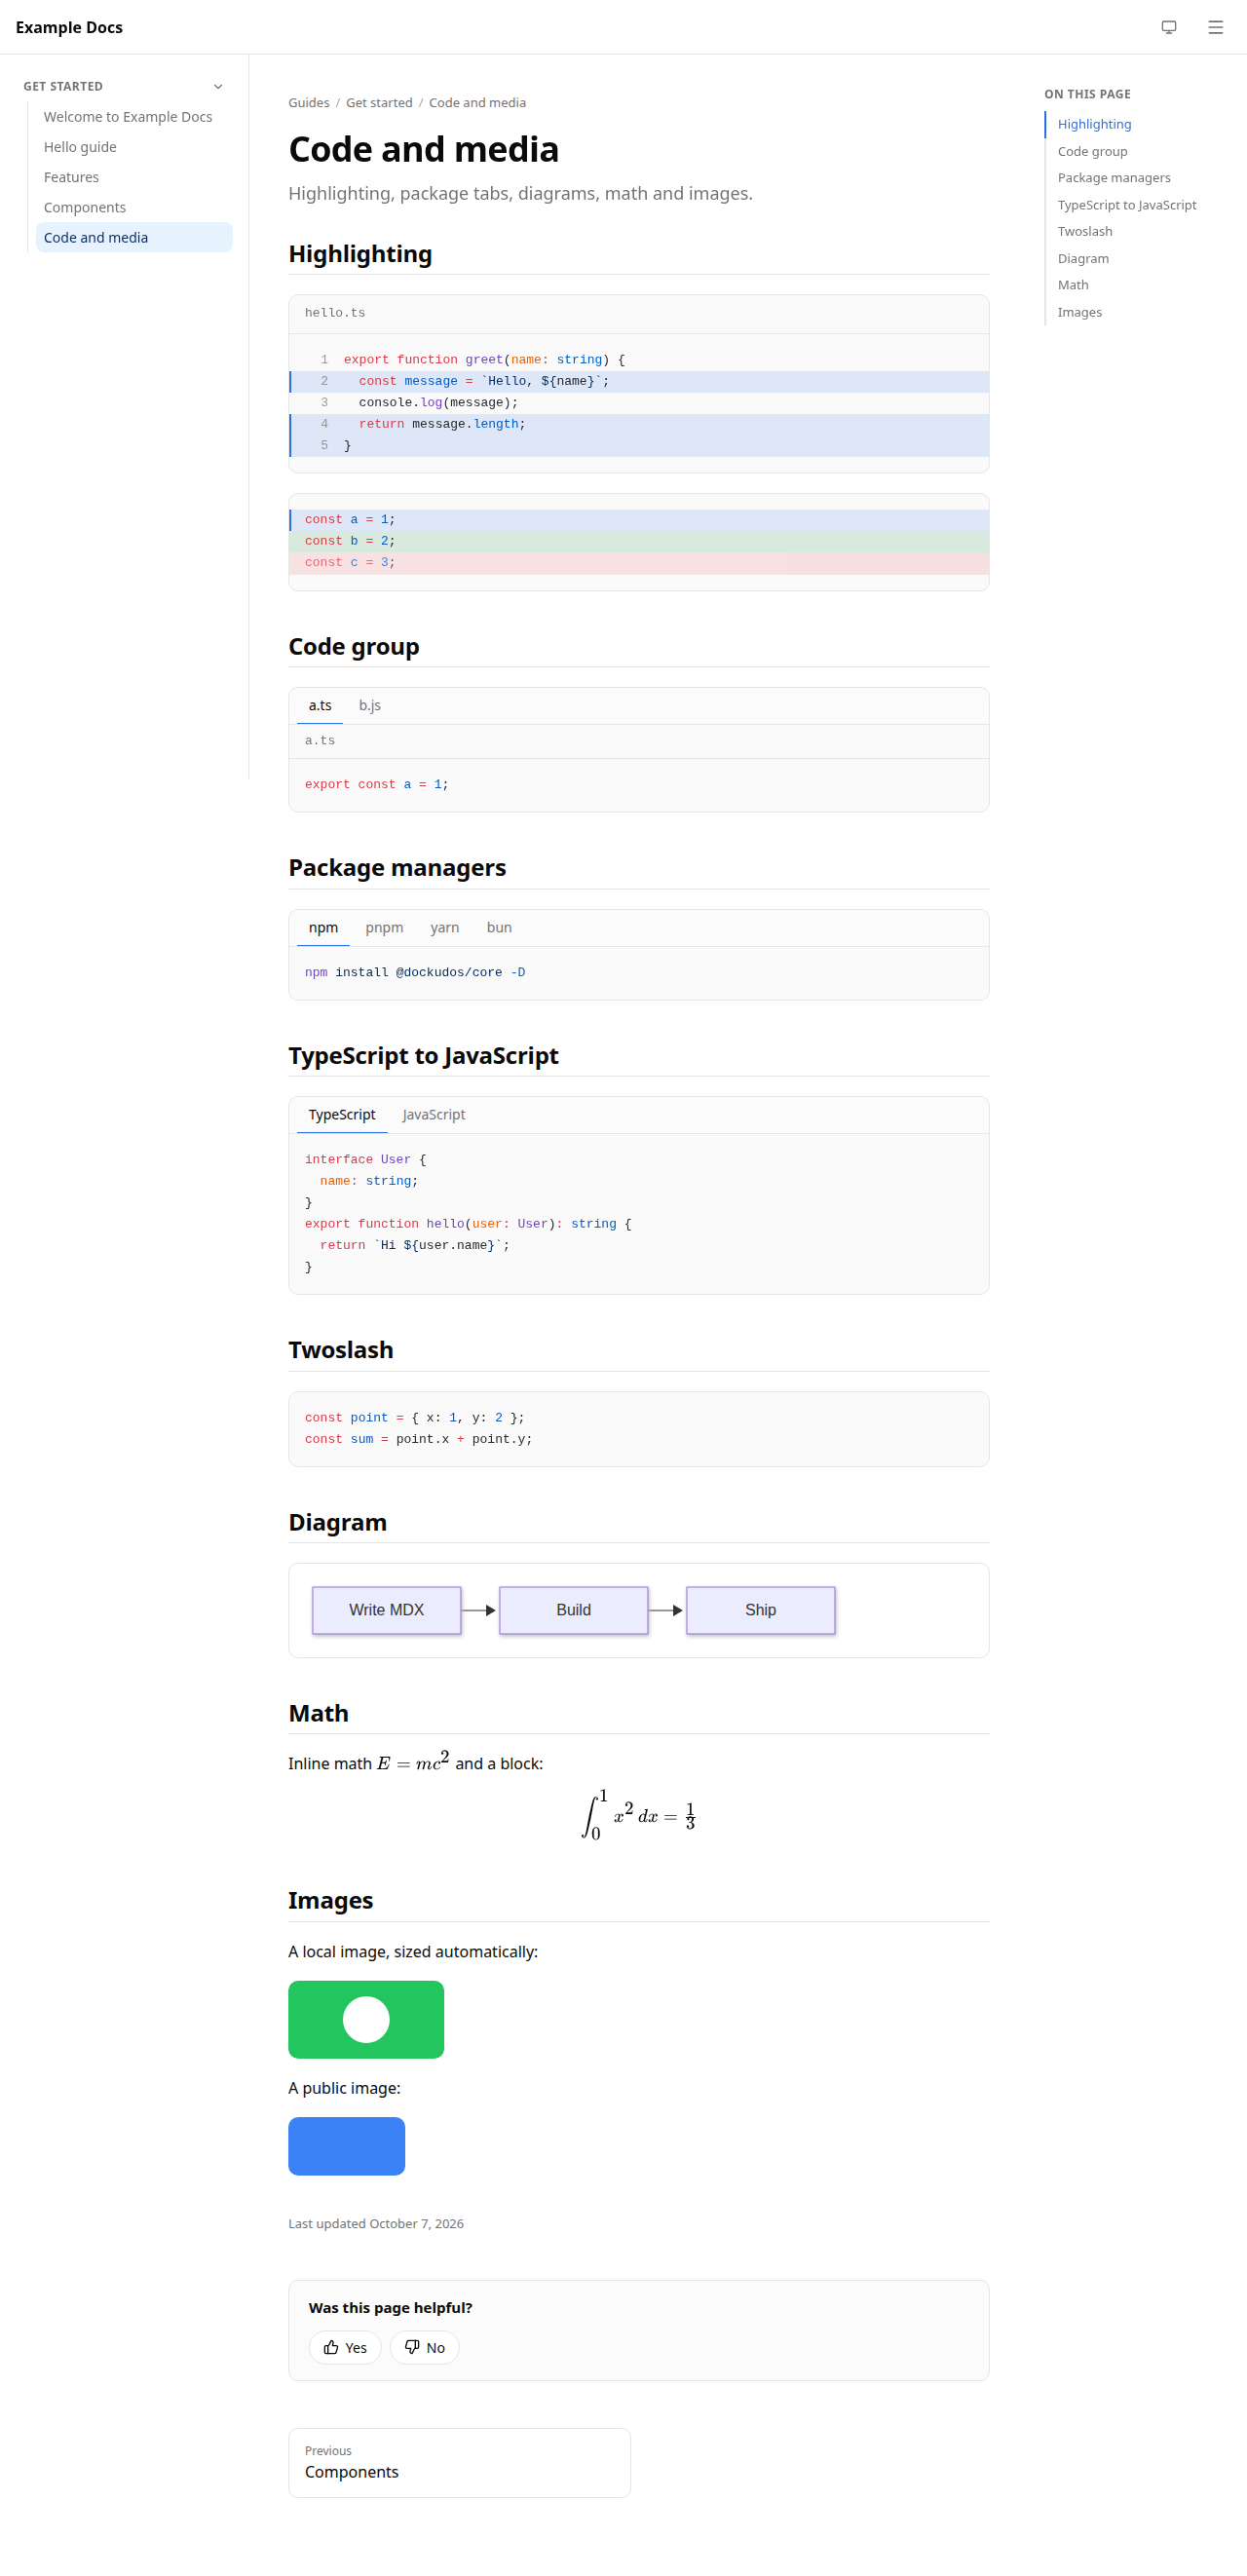 Example Docs
GET STARTED
Welcome to Example Docs
Hello guide
Features
Components
Code and media
Guides / Get started / Code and media
Code and media
Highlighting, package tabs, diagrams, math and images.
Highlighting
hello.ts
1 export function greet(name: string) {
2   const message = `Hello, ${name}`;
3   console.log(message);
4   return message.length;
5 }
const a = 1;
const b = 2;
const c = 3;
Code group
a.ts b.js
a.ts
export const a = 1;
Package managers
npm pnpm yarn bun
npm install @dockudos/core -D
TypeScript to JavaScript
TypeScript JavaScript
interface User {
  name: string;
}
export function hello(user: User): string {
  return `Hi ${user.name}`;
}
Twoslash
const point = { x: 1, y: 2 };
const sum = point.x + point.y;
Diagram
Write MDX Build Ship
Math
Inline math E = mc² and a block:
∫₀¹ x² dx = 1/3
Images
A local image, sized automatically:
A public image:
Last updated October 7, 2026
Was this page helpful?
Yes No
Previous
Components
ON THIS PAGE
Highlighting
Code group
Package managers
TypeScript to JavaScript
Twoslash
Diagram
Math
Images